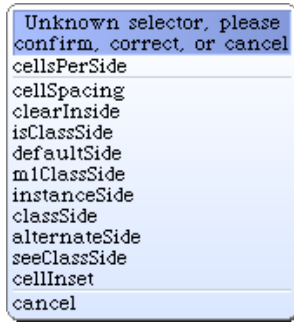 Unknown selector, please
confirm, correct, or cancel
cellsPerSide
cellSpacing
clearInside
isClassSide
defaultSide
m1ClassSide
instanceSide
classSide
alternateSide
seeClassSide
cellInset
cancel